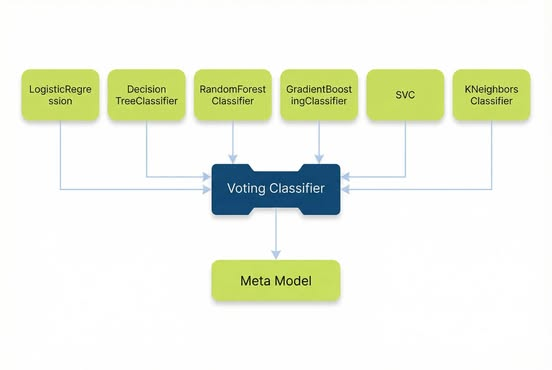 LogisticRegre
ssion
Decision
TreeClassifier
RandomForest
Classifier
GradientBoost
ingClassifier
SVC
KNeighbors
Classifier
Voting Classifier
Meta Model